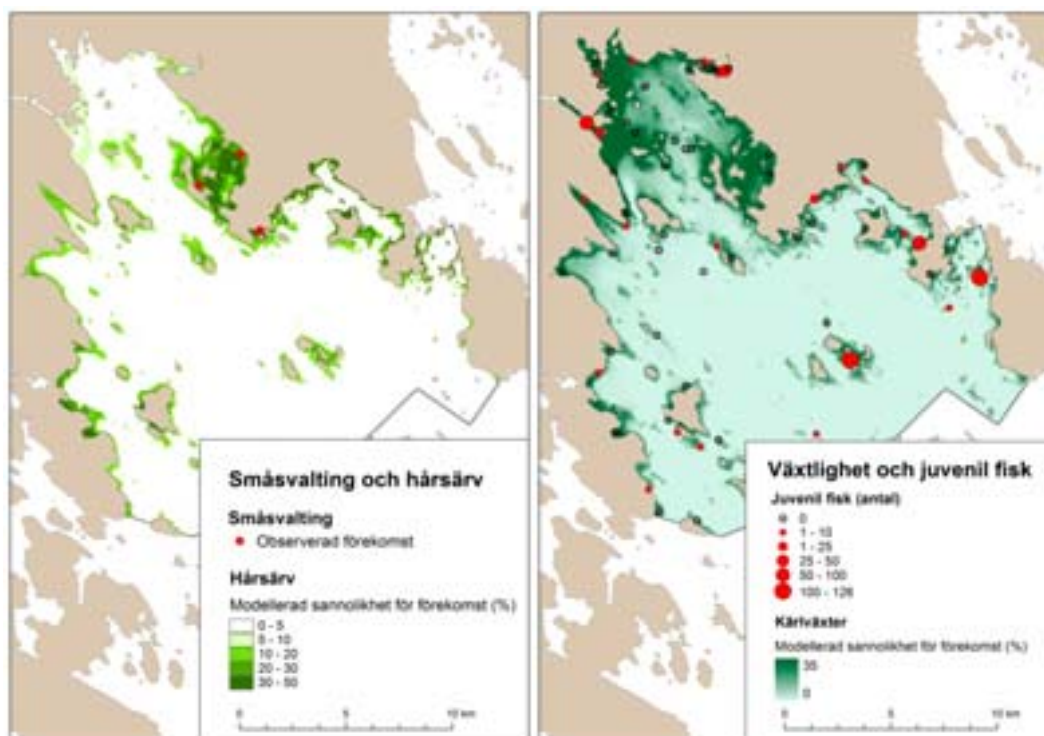 Småsvalting och hårsärv
Småsvalting
Observerad förekomst
Hårsärv
Modellerad sannolikhet för förekomst (%)
0 - 5
5 - 10
10 - 20
20 - 30
30 - 50
0 5 10 km
Växtlighet och juvenil fisk
Juvenil fisk (antal)
0
1 - 10
1 - 25
25 - 50
50 - 100
100 - 126
Kärlväxter
Modellerad sannolikhet för förekomst (%)
35
0
0 5 10 km